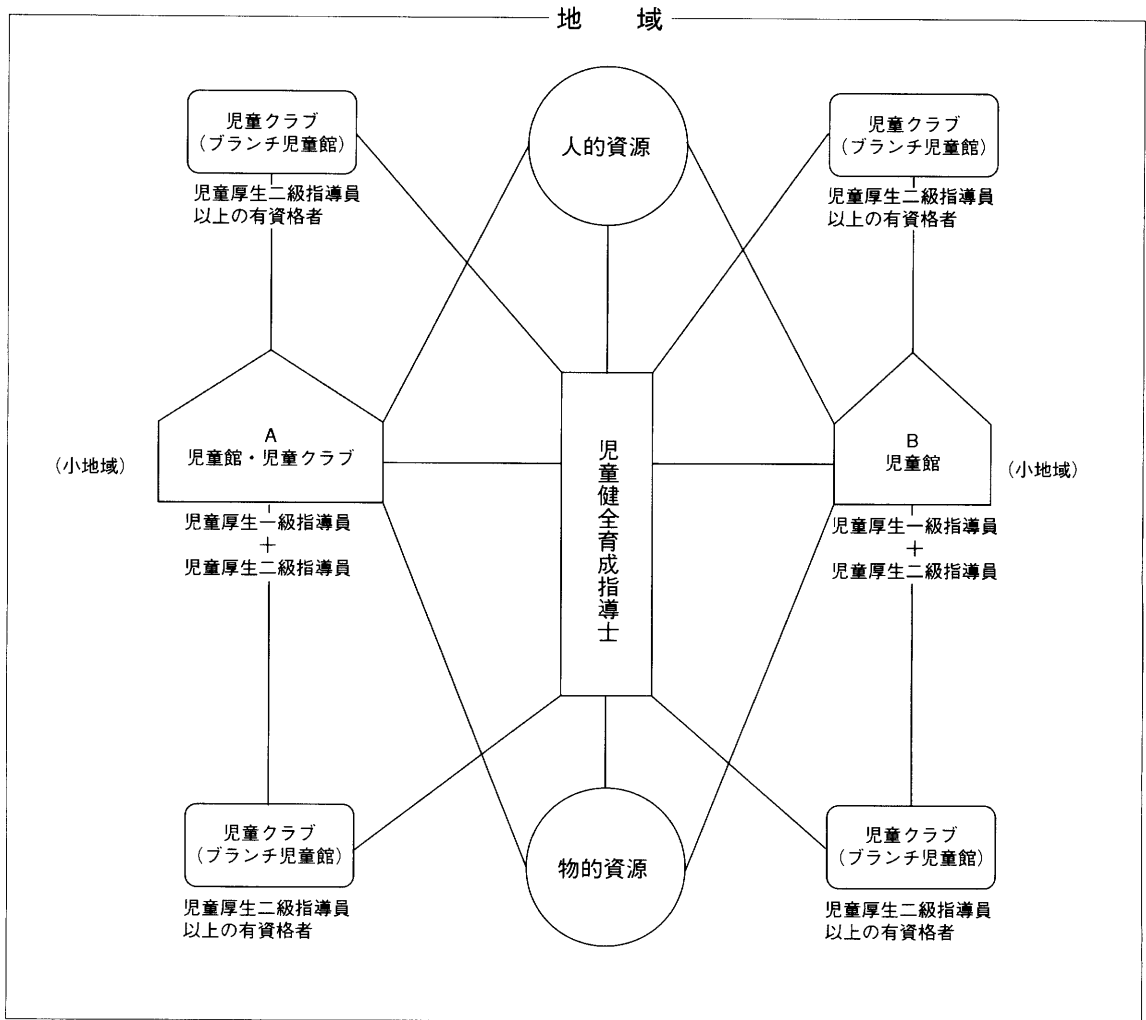 地　域
児童クラブ
（ブランチ児童館）
児童厚生二級指導員
以上の有資格者
人的資源
児童クラブ
（ブランチ児童館）
児童厚生二級指導員
以上の有資格者
（小地域）
A
児童館・児童クラブ
児童厚生一級指導員
＋
児童厚生二級指導員
児童健全育成指導士
B
児童館
（小地域）
児童厚生一級指導員
＋
児童厚生二級指導員
児童クラブ
（ブランチ児童館）
児童厚生二級指導員
以上の有資格者
物的資源
児童クラブ
（ブランチ児童館）
児童厚生二級指導員
以上の有資格者